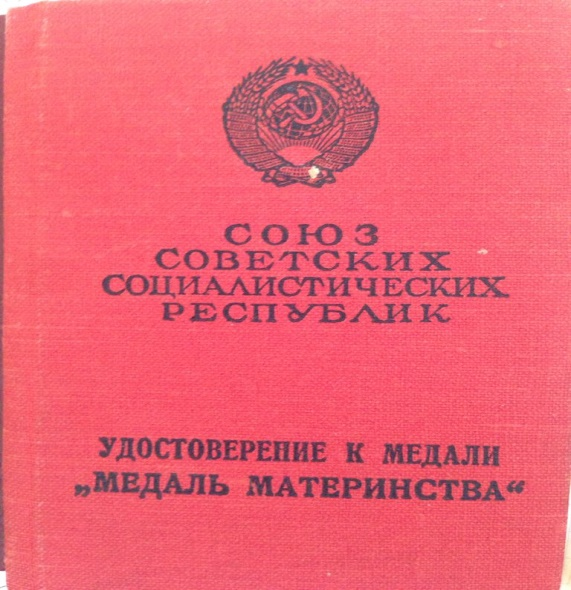 СОЮЗ
СОВЕТСКИХ
СОЦИАЛИСТИЧЕСКИХ
РЕСПУБЛИК
УДОСТОВЕРЕНИЕ К МЕДАЛИ
„МЕДАЛЬ МАТЕРИНСТВА“